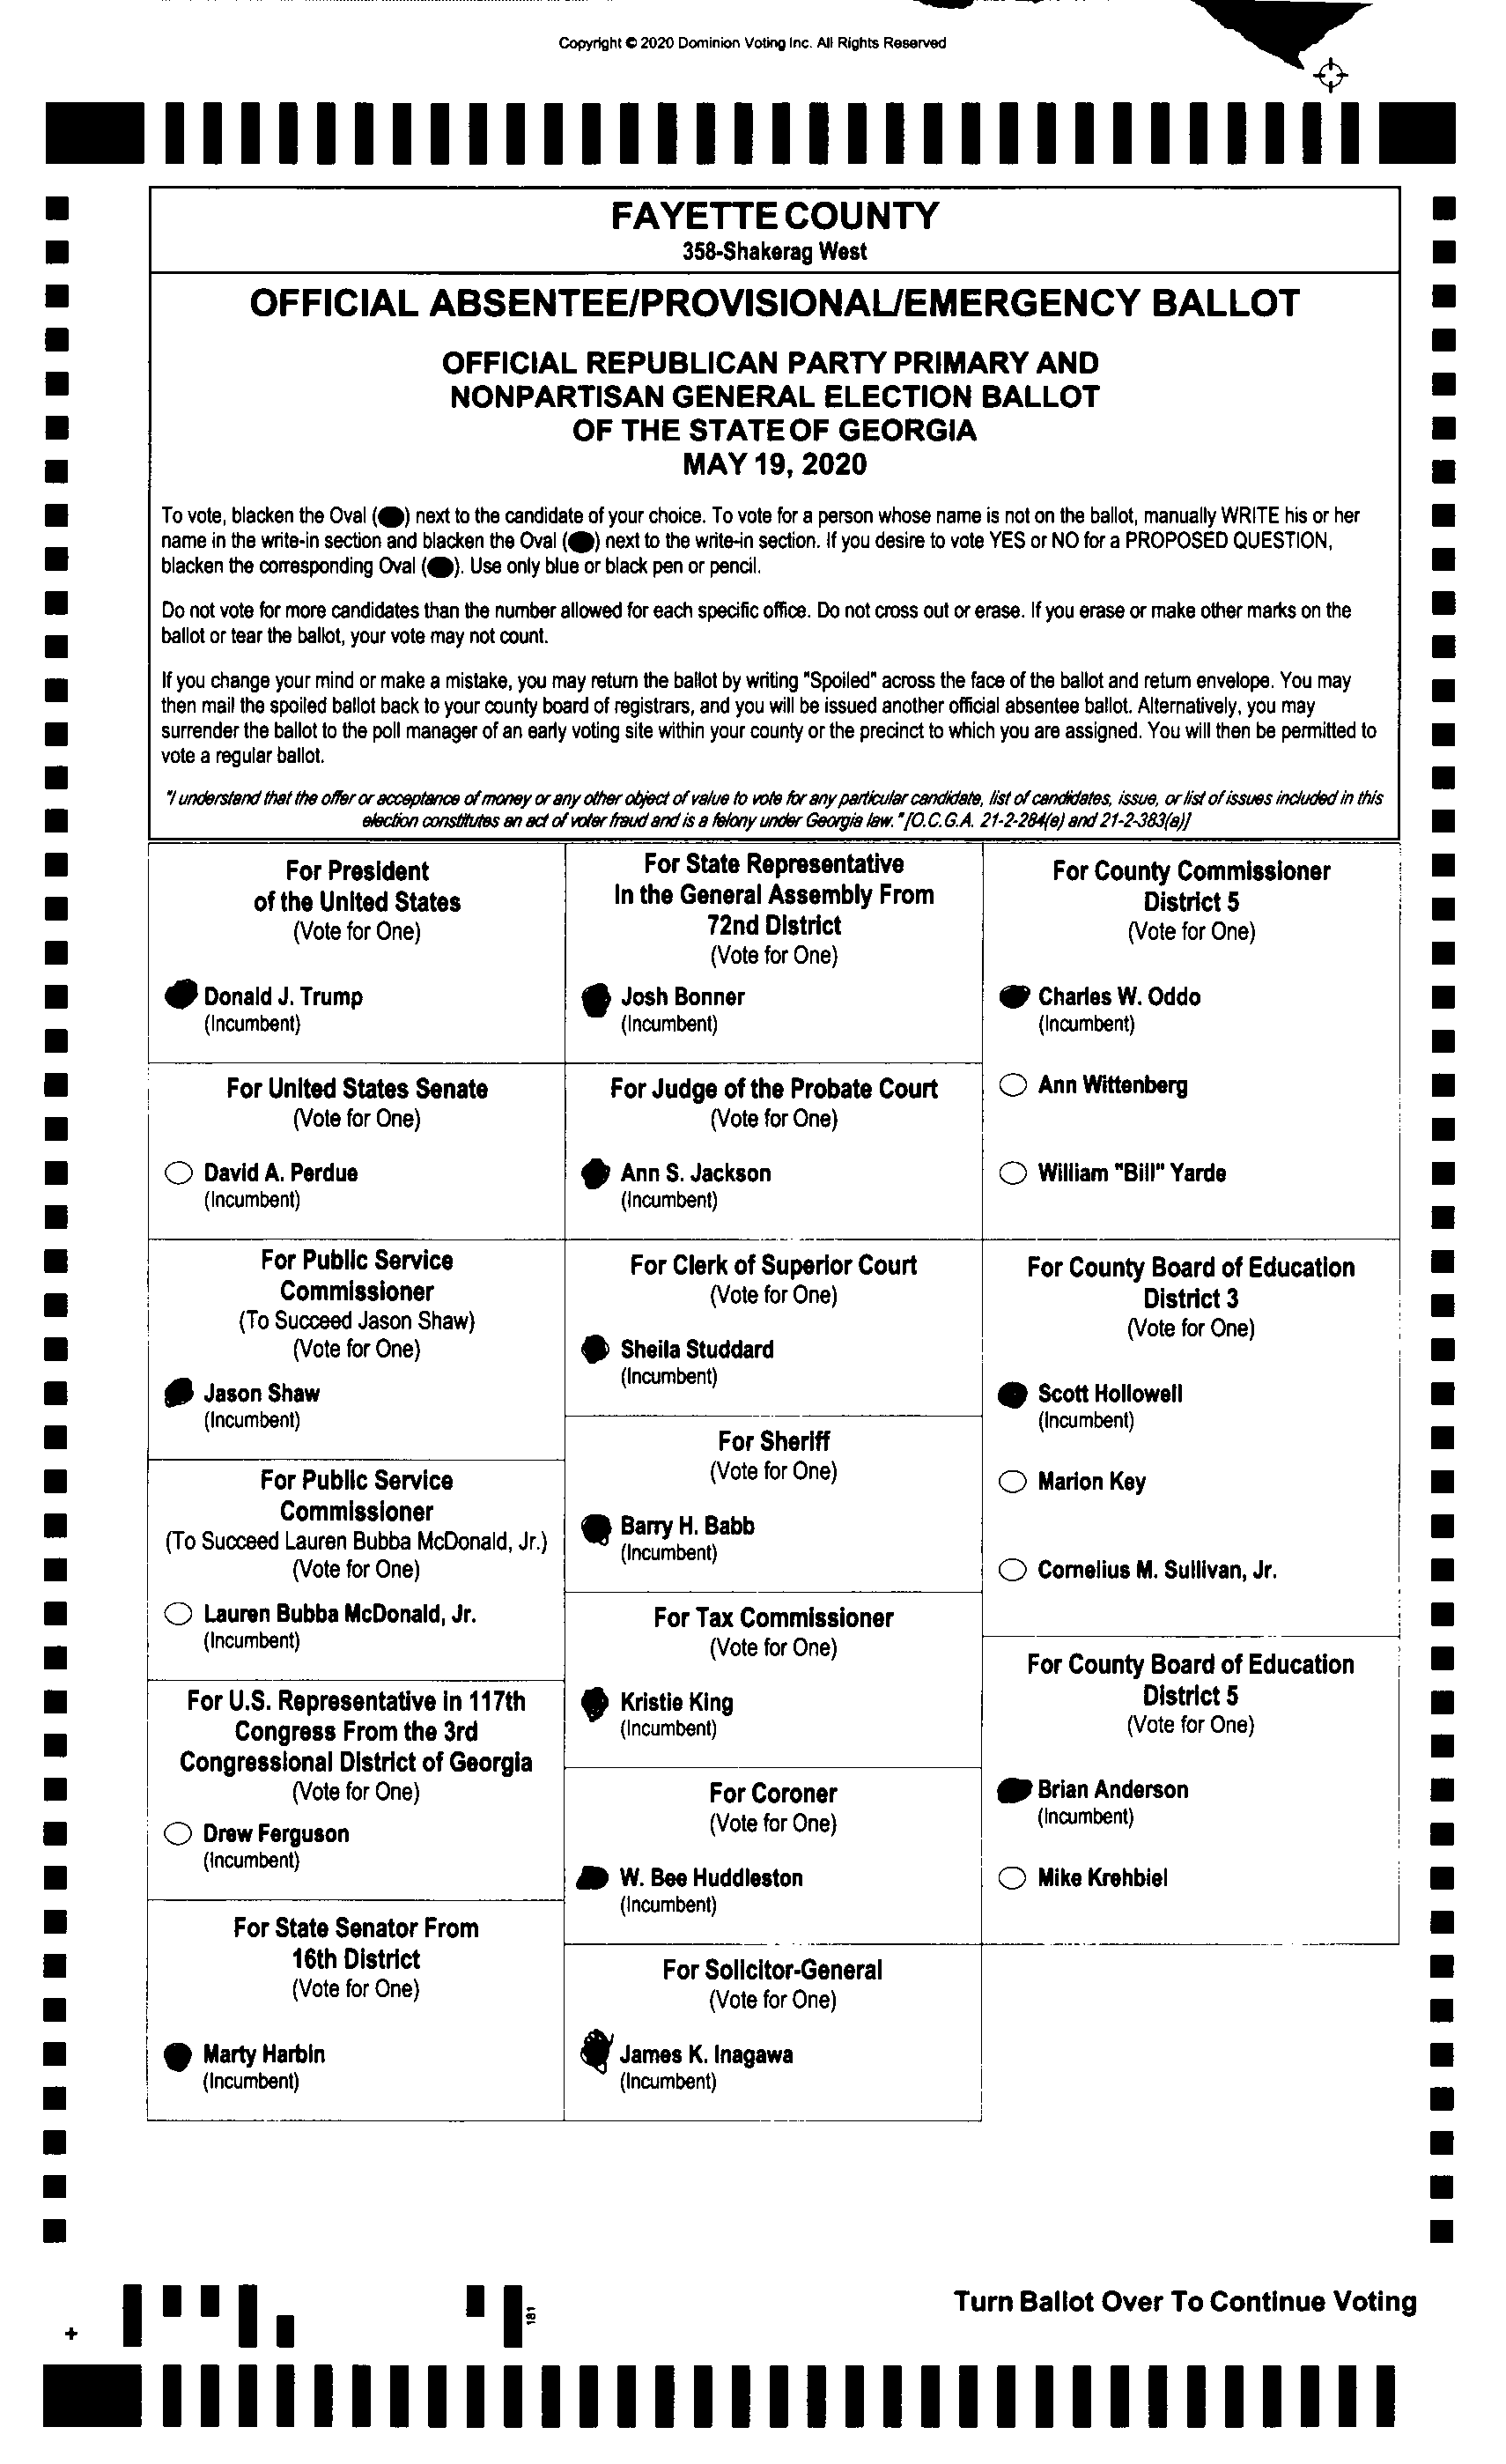 Copyright © 2020 Dominion Voting Inc. All Rights Reserved
FAYETTE COUNTY
358-Shakerag West
OFFICIAL ABSENTEE/PROVISIONAL/EMERGENCY BALLOT
OFFICIAL REPUBLICAN PARTY PRIMARY AND
NONPARTISAN GENERAL ELECTION BALLOT
OF THE STATE OF GEORGIA
MAY 19, 2020
To vote, blacken the Oval () next to the candidate of your choice. To vote for a person whose name is not on the ballot, manually WRITE his or her
name in the write-in section and blacken the Oval () next to the write-in section. If you desire to vote YES or NO for a PROPOSED QUESTION,
blacken the corresponding Oval (). Use only blue or black pen or pencil.
Do not vote for more candidates than the number allowed for each specific office. Do not cross out or erase. If you erase or make other marks on the
ballot or tear the ballot, your vote may not count.
If you change your mind or make a mistake, you may return the ballot by writing "Spoiled" across the face of the ballot and return envelope. You may
then mail the spoiled ballot back to your county board of registrars, and you will be issued another official absentee ballot. Alternatively, you may
surrender the ballot to the poll manager of an early voting site within your county or the precinct to which you are assigned. You will then be permitted to
vote a regular ballot.
"I understand that the offer or acceptance of money or any other object of value to vote for any particular candidate, list of candidates, issue, or list of issues included in this
election constitutes an act of voter fraud and is a felony under Georgia law." [O.C.G.A. 21-2-284(e) and 21-2-383(a)]
For President
of the United States
(Vote for One)
Donald J. Trump
(Incumbent)
For United States Senate
(Vote for One)
David A. Perdue
(Incumbent)
For Public Service
Commissioner
(To Succeed Jason Shaw)
(Vote for One)
Jason Shaw
(Incumbent)
For Public Service
Commissioner
(To Succeed Lauren Bubba McDonald, Jr.)
(Vote for One)
Lauren Bubba McDonald, Jr.
(Incumbent)
For U.S. Representative in 117th
Congress From the 3rd
Congressional District of Georgia
(Vote for One)
Drew Ferguson
(Incumbent)
For State Senator From
16th District
(Vote for One)
Marty Harbin
(Incumbent)
For State Representative
In the General Assembly From
72nd District
(Vote for One)
Josh Bonner
(Incumbent)
For Judge of the Probate Court
(Vote for One)
Ann S. Jackson
(Incumbent)
For Clerk of Superior Court
(Vote for One)
Sheila Studdard
(Incumbent)
For Sheriff
(Vote for One)
Barry H. Babb
(Incumbent)
For Tax Commissioner
(Vote for One)
Kristie King
(Incumbent)
For Coroner
(Vote for One)
W. Bee Huddleston
(Incumbent)
For Solicitor-General
(Vote for One)
James K. Inagawa
(Incumbent)
For County Commissioner
District 5
(Vote for One)
Charles W. Oddo
(Incumbent)
Ann Wittenberg
William "Bill" Yarde
For County Board of Education
District 3
(Vote for One)
Scott Hollowell
(Incumbent)
Marion Key
Cornelius M. Sullivan, Jr.
For County Board of Education
District 5
(Vote for One)
Brian Anderson
(Incumbent)
Mike Krehbiel
Turn Ballot Over To Continue Voting
181
+